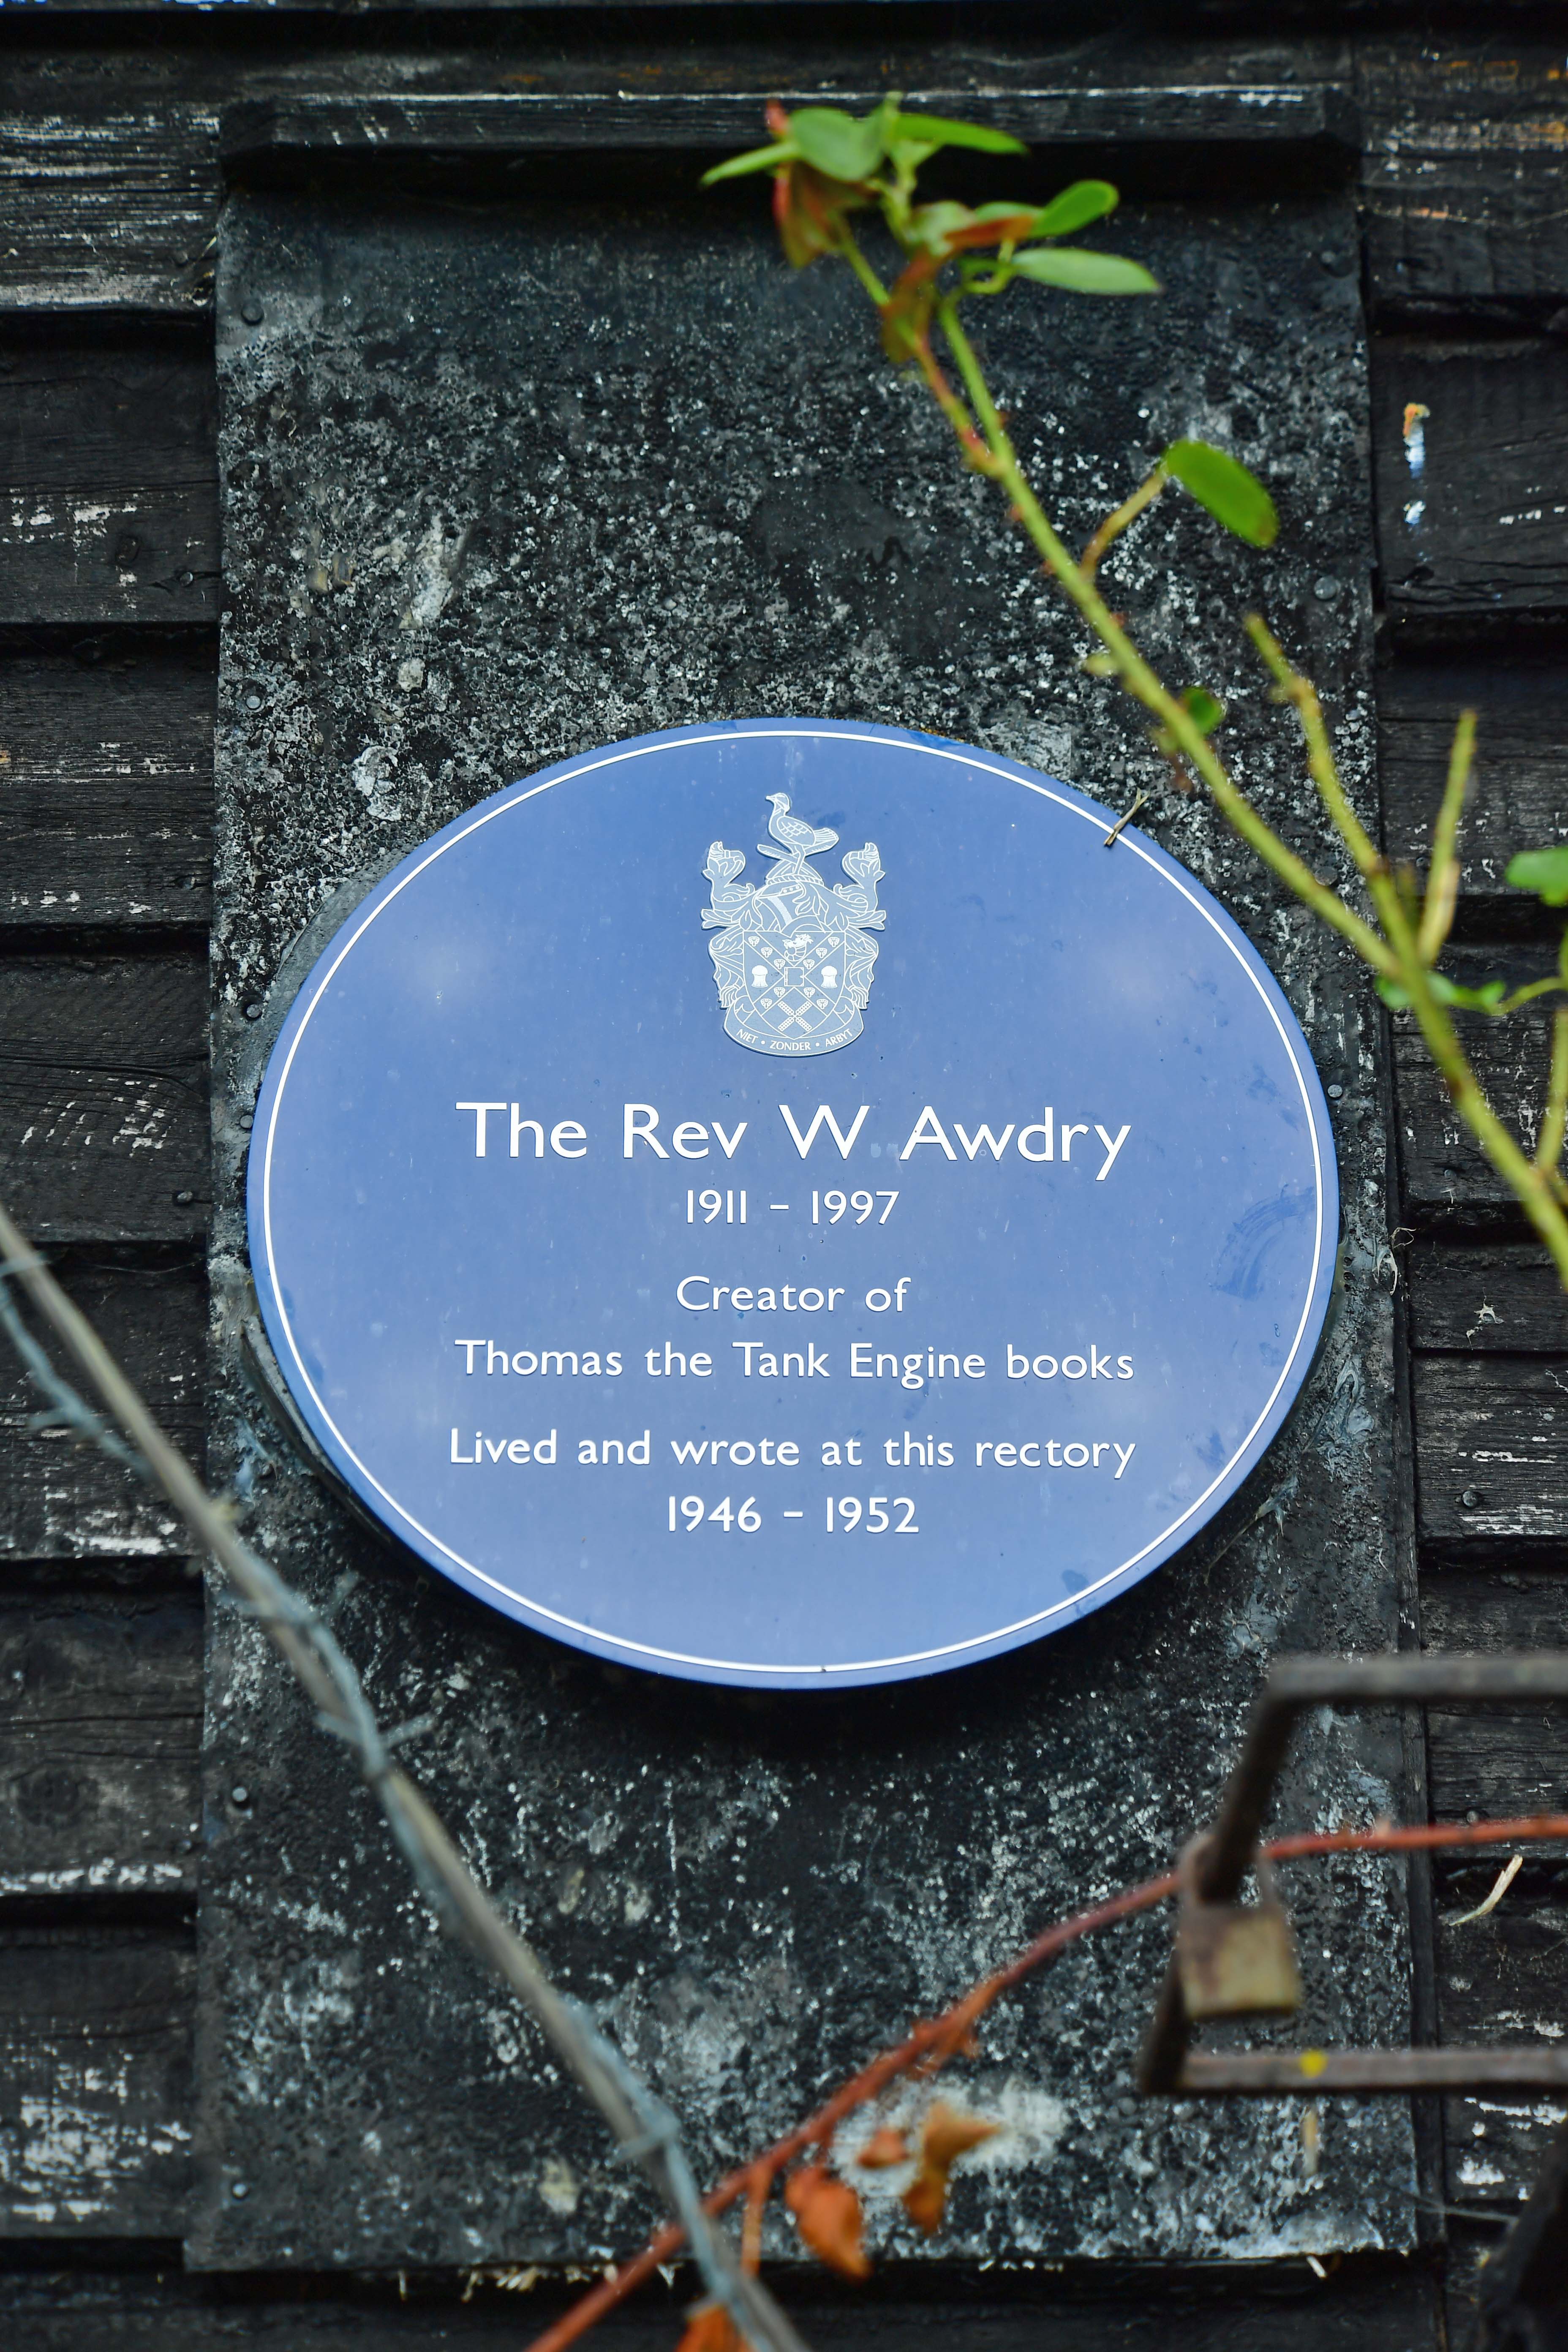 NIET • ZONDER • ARBYT
The Rev W Awdry
1911 – 1997
Creator of
Thomas the Tank Engine books
Lived and wrote at this rectory
1946 – 1952